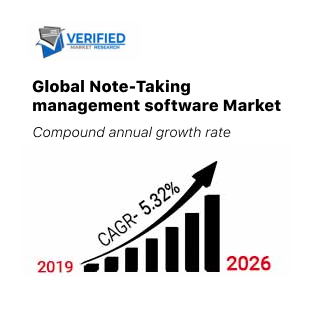 VERIFIED
MARKET RESEARCH
Global Note-Taking
management software Market
Compound annual growth rate
CAGR- 5.32%
2019
2026